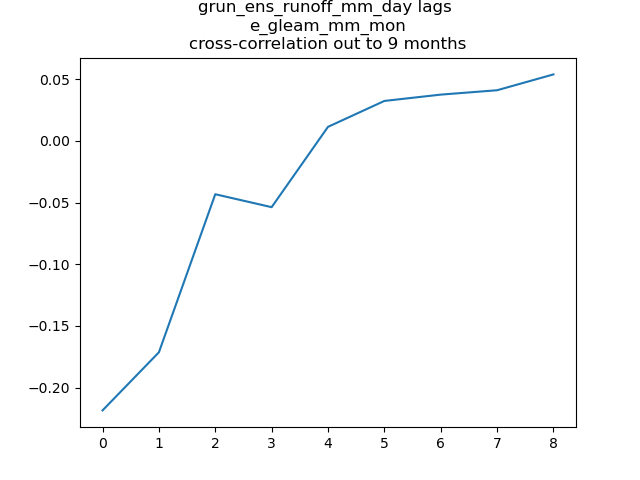 grun_ens_runoff_mm_day lags
e_gleam_mm_mon
cross-correlation out to 9 months
0.05
0.00
−0.05
−0.10
−0.15
−0.20
0 1 2 3 4 5 6 7 8